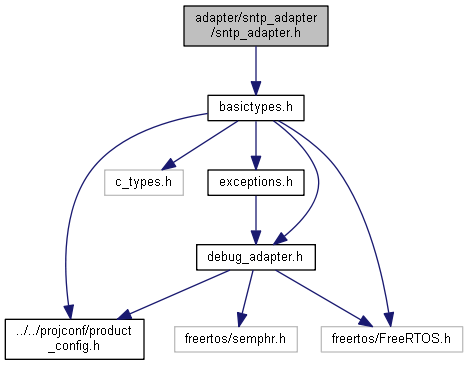 adapter/sntp_adapter
/sntp_adapter.h
basictypes.h
c_types.h
exceptions.h
debug_adapter.h
../../projconf/product
_config.h
freertos/semphr.h
freertos/FreeRTOS.h